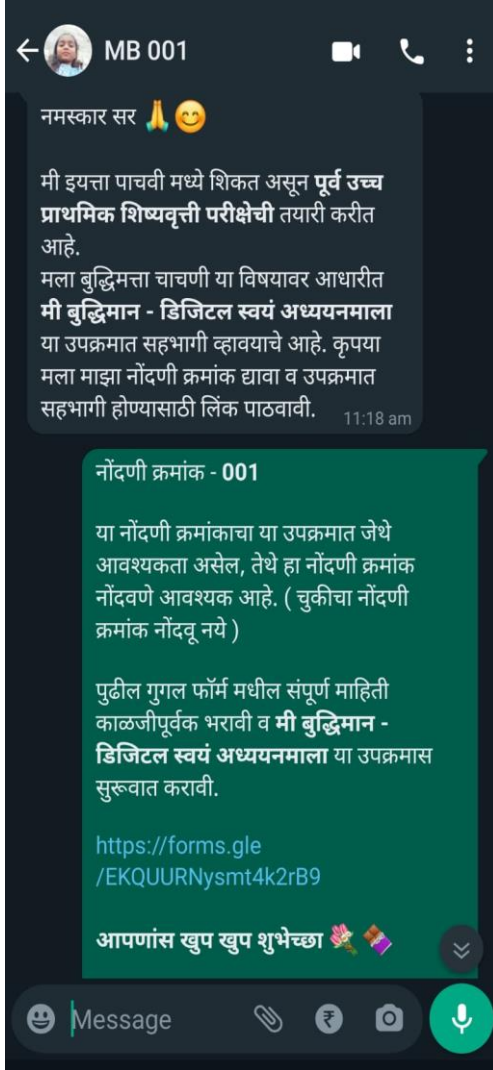 MB 001
नमस्कार सर 🙏😊
मी इयत्ता पाचवी मध्ये शिकत असून पूर्व उच्च
प्राथमिक शिष्यवृत्ती परीक्षेची तयारी करीत
आहे.
मला बुद्धिमत्ता चाचणी या विषयावर आधारीत
मी बुद्धिमान - डिजिटल स्वयं अध्ययनमाला
या उपक्रमात सहभागी व्हावयाचे आहे. कृपया
मला माझा नोंदणी क्रमांक द्यावा व उपक्रमात
सहभागी होण्यासाठी लिंक पाठवावी.
11:18 am
नोंदणी क्रमांक - 001
या नोंदणी क्रमांकाचा या उपक्रमात जेथे
आवश्यकता असेल, तेथे हा नोंदणी क्रमांक
नोंदवणे आवश्यक आहे. ( चुकीचा नोंदणी
क्रमांक नोंदवू नये )
पुढील गुगल फॉर्म मधील संपूर्ण माहिती
काळजीपूर्वक भरावी व मी बुद्धिमान -
डिजिटल स्वयं अध्ययनमाला या उपक्रमास
सुरूवात करावी.
https://forms.gle
/EKQUURNysmt4k2rB9
आपणांस खुप खुप शुभेच्छा 💐🍫
Message
₹